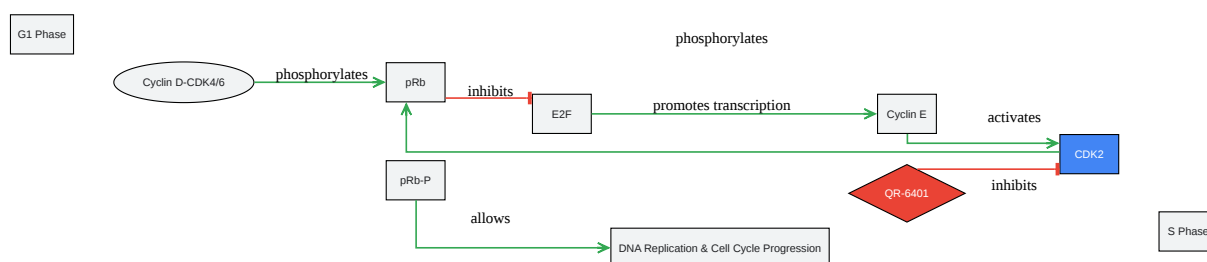 G1 Phase
phosphorylates
Cyclin D-CDK4/6
phosphorylates
pRb
inhibits
E2F
promotes transcription
Cyclin E
activates
CDK2
pRb-P
QR-6401
inhibits
allows
DNA Replication & Cell Cycle Progression
S Phase